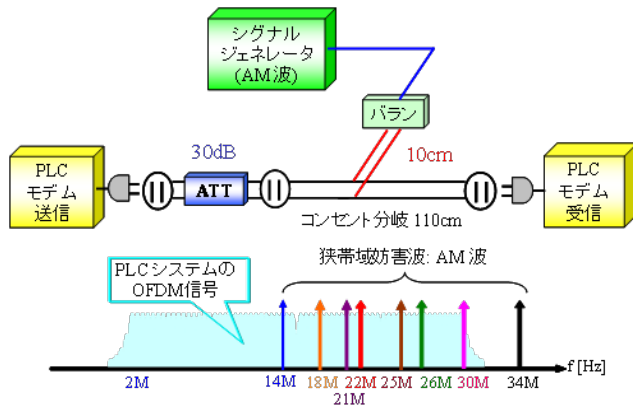 シグナル
ジェネレータ
(AM波)
バラン
30dB
10cm
PLC
モデム
送信
ATT
PLC
モデム
受信
コンセント分岐 110cm
狭帯域妨害波: AM 波
PLCシステムの
OFDM信号
f [Hz]
2M
14M
18M
21M
22M
25M
26M
30M
34M